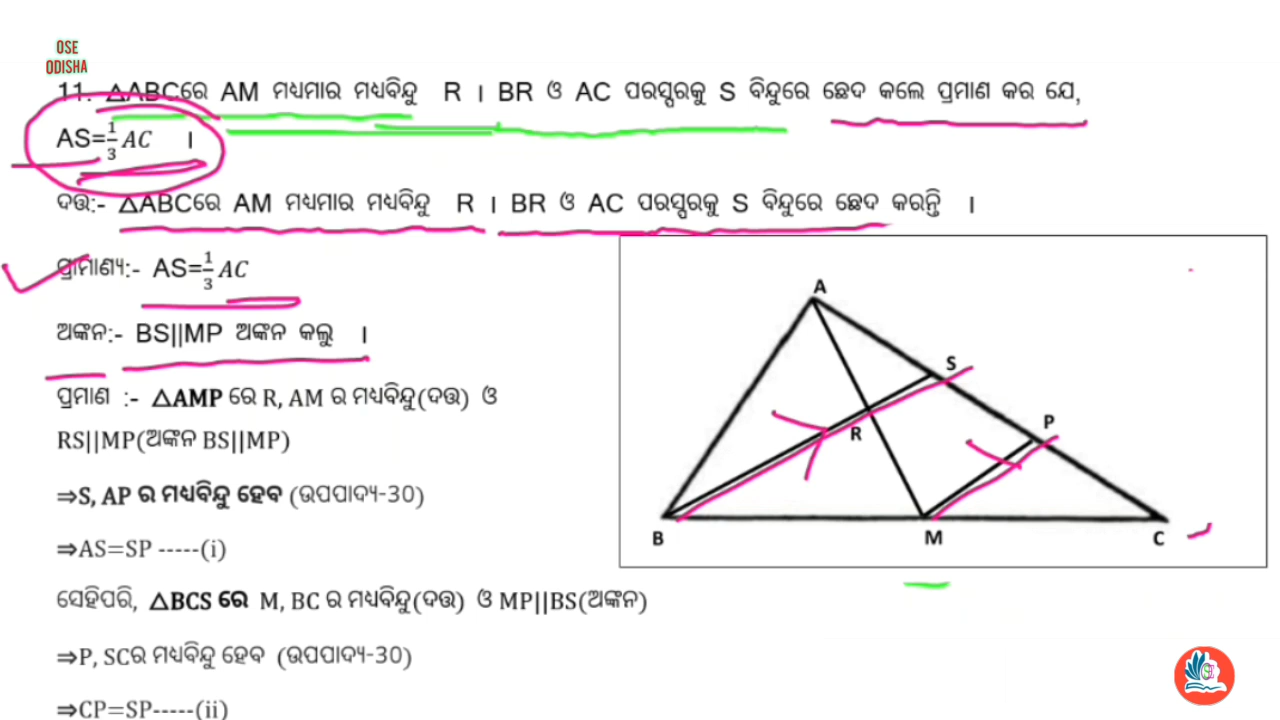 OSE
ODISHA
11. △ABCରେ AM ମଧ୍ୟମାର ମଧ୍ୟବିନ୍ଦୁ R । BR ଓ AC ପରସ୍ପରକୁ S ବିନ୍ଦୁରେ ଛେଦ କଲେ ପ୍ରମାଣ କର ଯେ,
AS=1/3 AC ।
ଦତ୍ତ:- △ABCରେ AM ମଧ୍ୟମାର ମଧ୍ୟବିନ୍ଦୁ R । BR ଓ AC ପରସ୍ପରକୁ S ବିନ୍ଦୁରେ ଛେଦ କରନ୍ତି ।
ପ୍ରାମାଣ୍ୟ:- AS=1/3 AC
ଅଙ୍କନ:- BS||MP ଅଙ୍କନ କଲୁ ।
ପ୍ରମାଣ :- △AMP ରେ R, AM ର ମଧ୍ୟବିନ୍ଦୁ(ଦତ୍ତ) ଓ
RS||MP(ଅଙ୍କନ BS||MP)
⇒S, AP ର ମଧ୍ୟବିନ୍ଦୁ ହେବ (ଉପପାଦ୍ୟ-30)
⇒AS=SP -----(i)
ସେହିପରି, △BCS ରେ M, BC ର ମଧ୍ୟବିନ୍ଦୁ(ଦତ୍ତ) ଓ MP||BS(ଅଙ୍କନ)
⇒P, SCର ମଧ୍ୟବିନ୍ଦୁ ହେବ (ଉପପାଦ୍ୟ-30)
⇒CP=SP-----(ii)
A
S
P
R
B
M
C